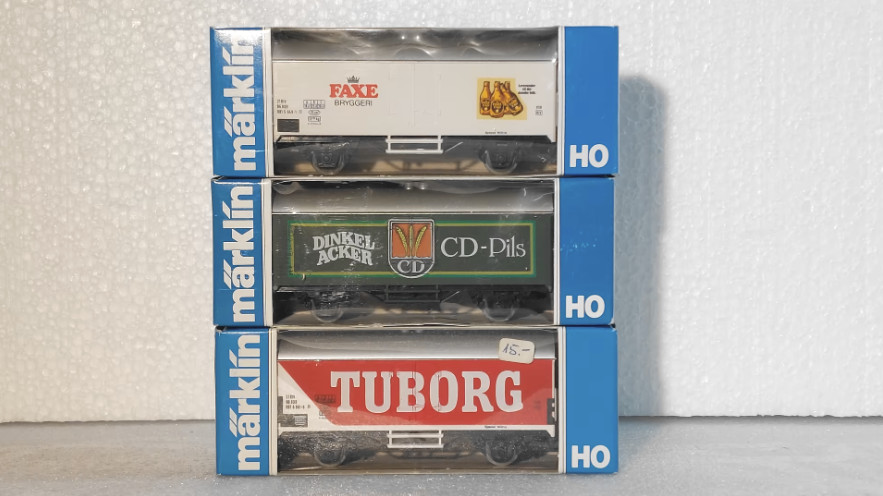 märklin
FAXE
BRYGGERI
HO
märklin
DINKEL
ACKER
CD
CD-Pils
HO
märklin
15.-
TUBORG
HO